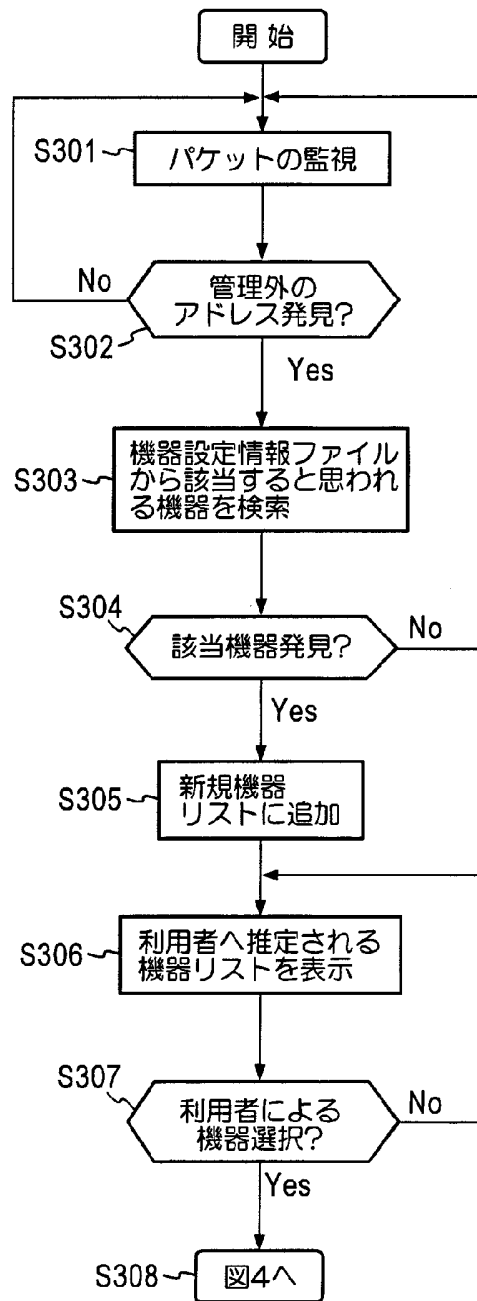 開始
S301
パケットの監視
No
管理外の
アドレス発見?
S302
Yes
機器設定情報ファイル
から該当すると思われ
る機器を検索
S303
S304
該当機器発見?
No
Yes
新規機器
リストに追加
S305
利用者へ推定される
機器リストを表示
S306
S307
利用者による
機器選択?
No
Yes
S308
図4へ